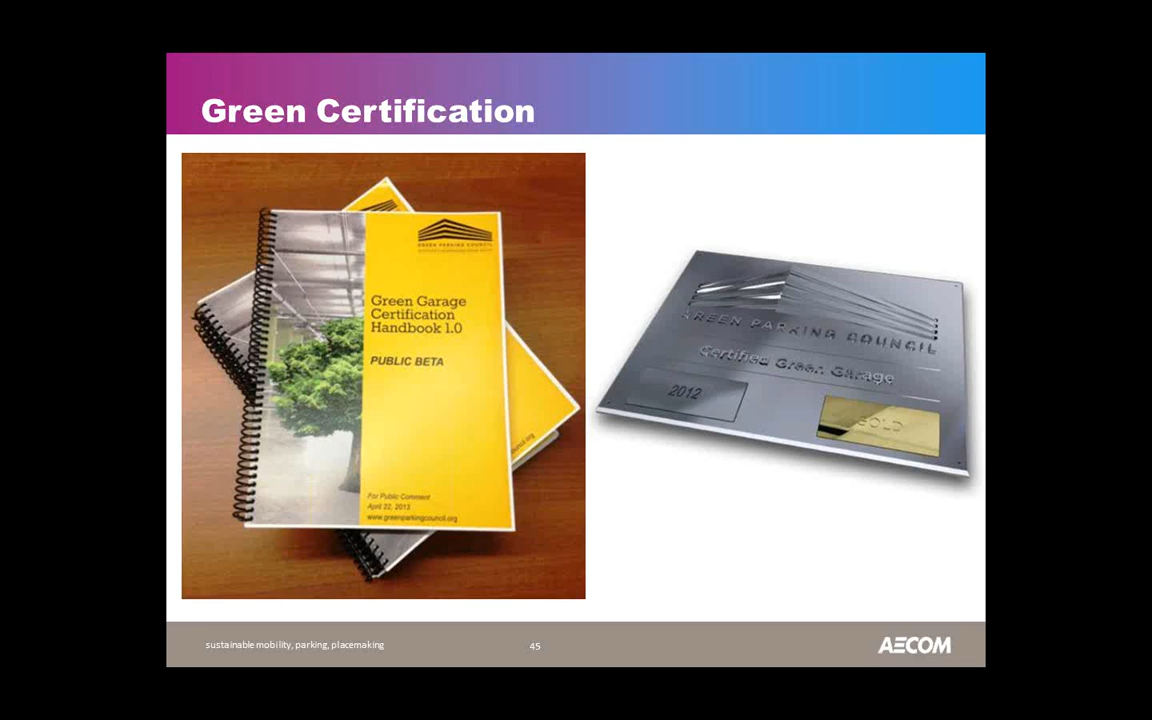 Green Certification
GREEN PARKING COUNCIL
Green Garage
Certification
Handbook 1.0
PUBLIC BETA
For Public Comment
April 22, 2013
www.greenparkingcouncil.org
GREEN PARKING COUNCIL
Certified Green Garage
2012
GOLD
sustainable mobility, parking, placemaking
45
AECOM